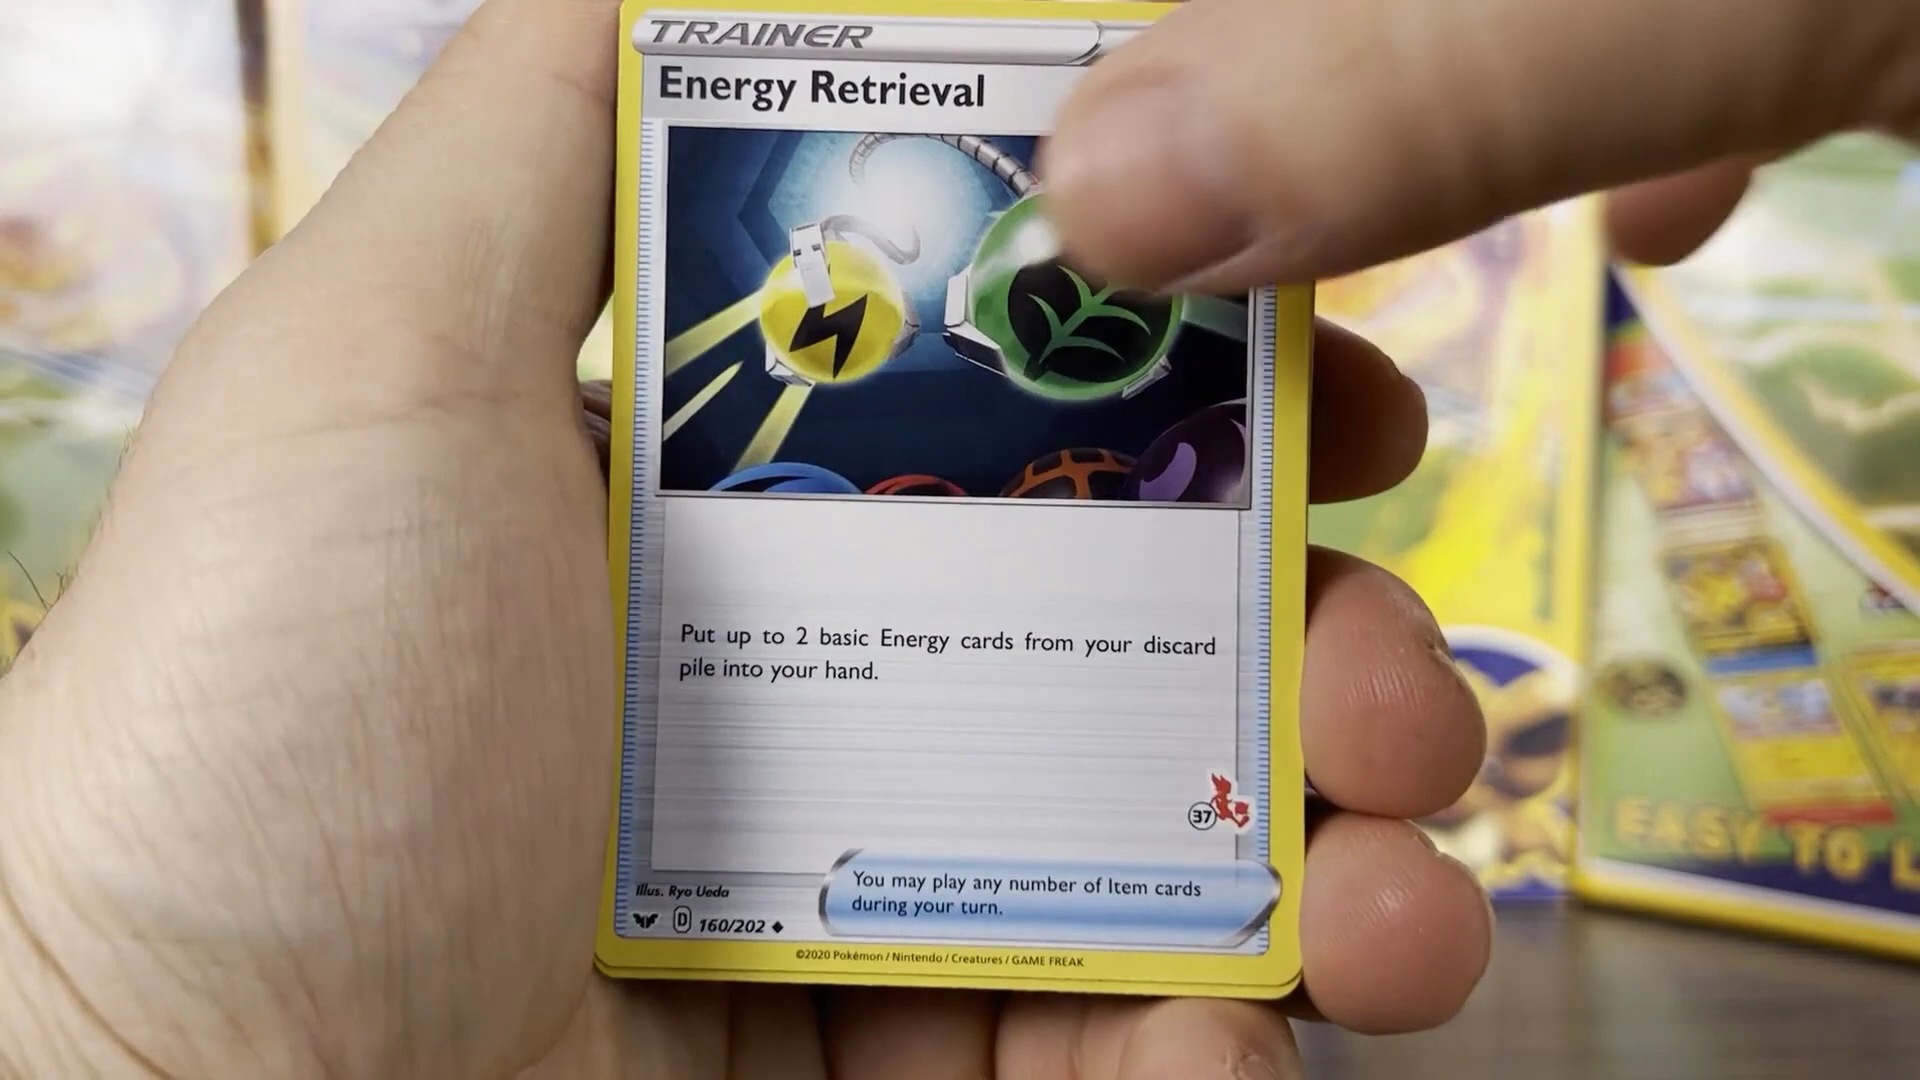 TRAINER
Energy Retrieval
Put up to 2 basic Energy cards from your discard
pile into your hand.
37
You may play any number of Item cards
during your turn.
Illus. Ryo Ueda
D 160/202
©2020 Pokémon / Nintendo / Creatures / GAME FREAK
EASY TO L